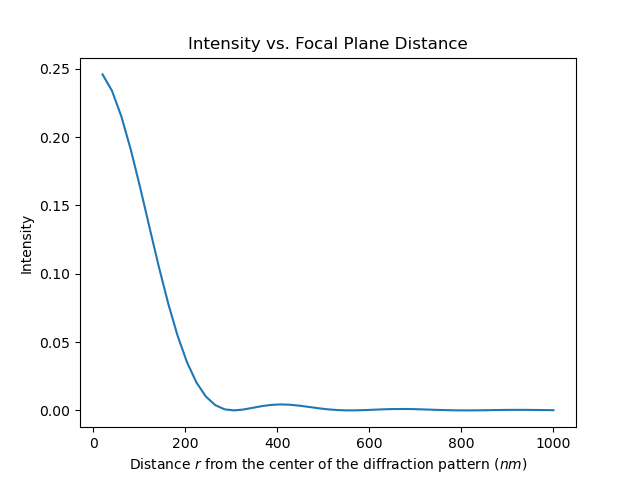 Intensity vs. Focal Plane Distance
0.25
0.20
0.15
0.10
0.05
0.00
Intensity
0 200 400 600 800 1000
Distance r from the center of the diffraction pattern (nm)